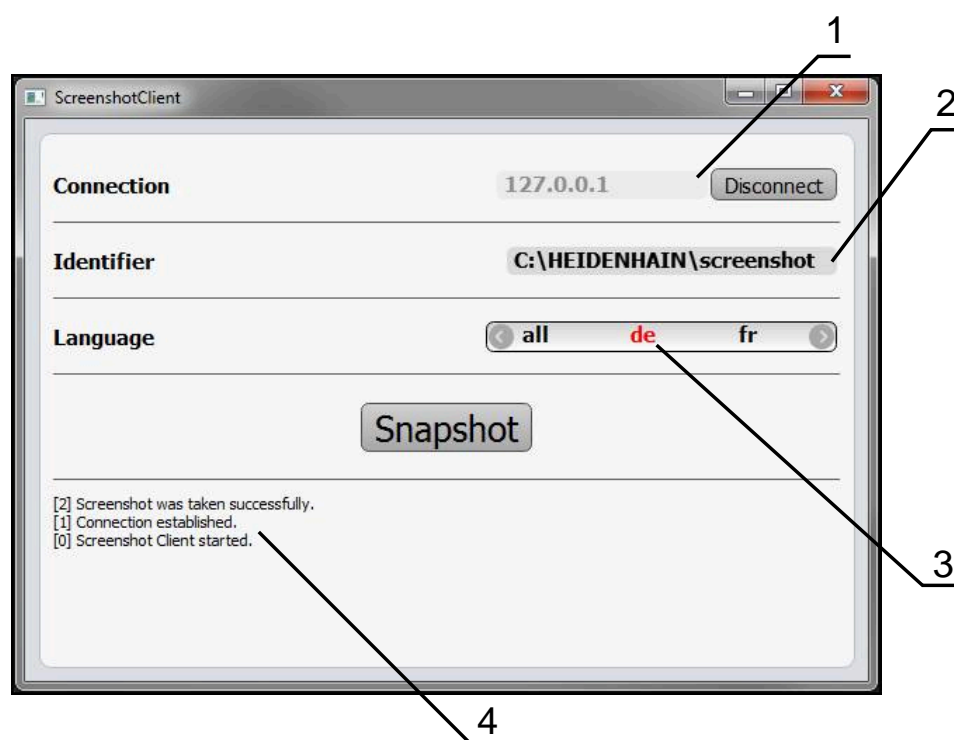 1
ScreenshotClient
2
Connection 127.0.0.1 Disconnect
Identifier C:\HEIDENHAIN\screenshot
Language all de fr
Snapshot
[2] Screenshot was taken successfully.
[1] Connection established.
[0] Screenshot Client started.
3
4